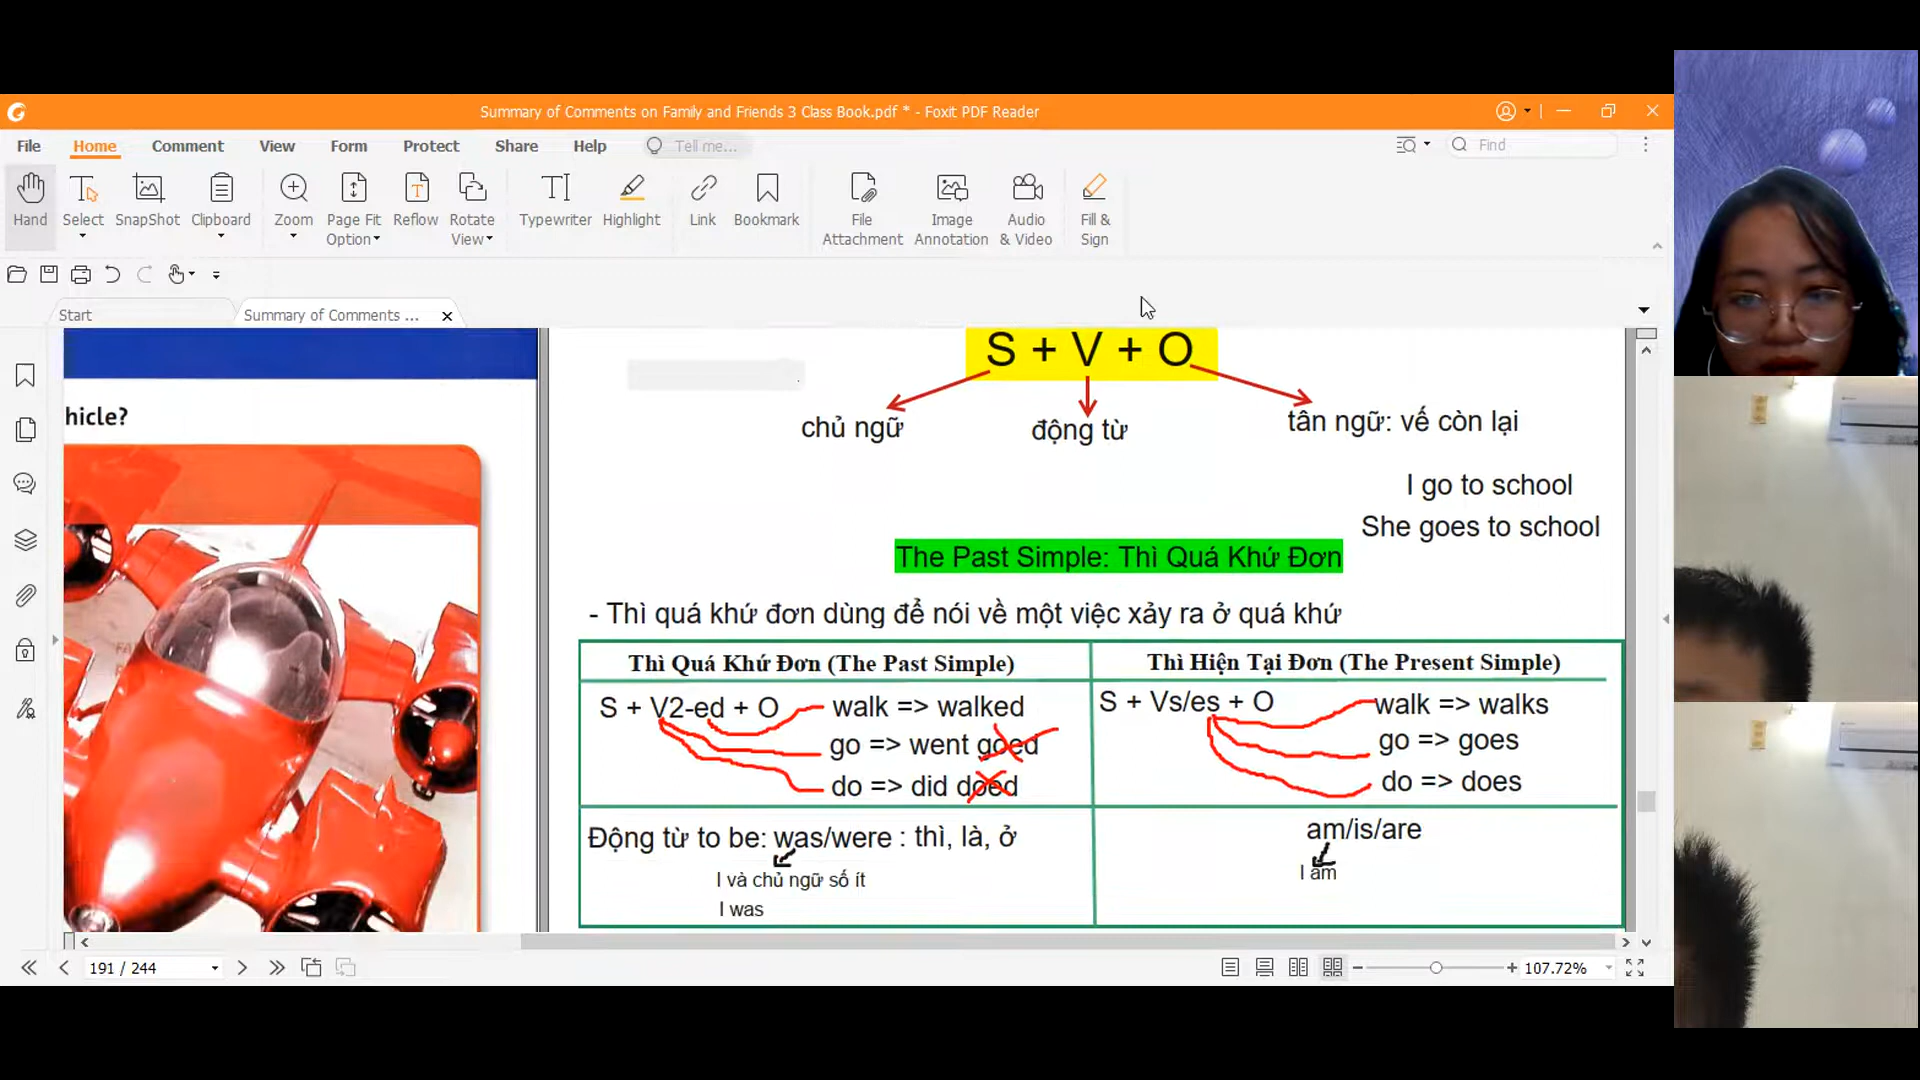 Summary of Comments on Family and Friends 3 Class Book.pdf * - Foxit PDF Reader
File Home Comment View Form Protect Share Help Tell me... Find
Hand Select SnapShot Clipboard Zoom Page Fit Option Reflow Rotate View Typewriter Highlight Link Bookmark File Attachment Image Annotation Audio & Video Fill & Sign
Start Summary of Comments ...
hicle?
S + V + O
chủ ngữ động từ tân ngữ: vế còn lại
I go to school
She goes to school
The Past Simple: Thì Quá Khứ Đơn
- Thì quá khứ đơn dùng để nói về một việc xảy ra ở quá khứ
Thì Quá Khứ Đơn (The Past Simple) Thì Hiện Tại Đơn (The Present Simple)
S + V2-ed + O walk => walked S + Vs/es + O walk => walks
go => went goed go => goes
do => did doed do => does
Động từ to be: was/were : thì, là, ở am/is/are
I và chủ ngữ số ít I am
I was
191 / 244 107.72%